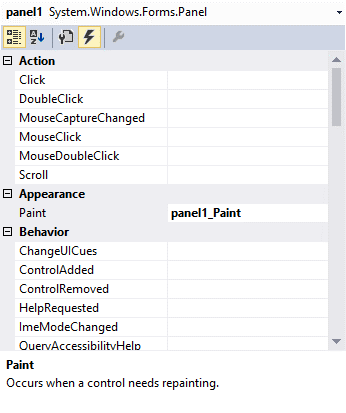 panel1 System.Windows.Forms.Panel
Action
Click
DoubleClick
MouseCaptureChanged
MouseClick
MouseDoubleClick
Scroll
Appearance
Paint panel1_Paint
Behavior
ChangeUICues
ControlAdded
ControlRemoved
HelpRequested
ImeModeChanged
QueryAccessibilityHelp
Paint
Occurs when a control needs repainting.